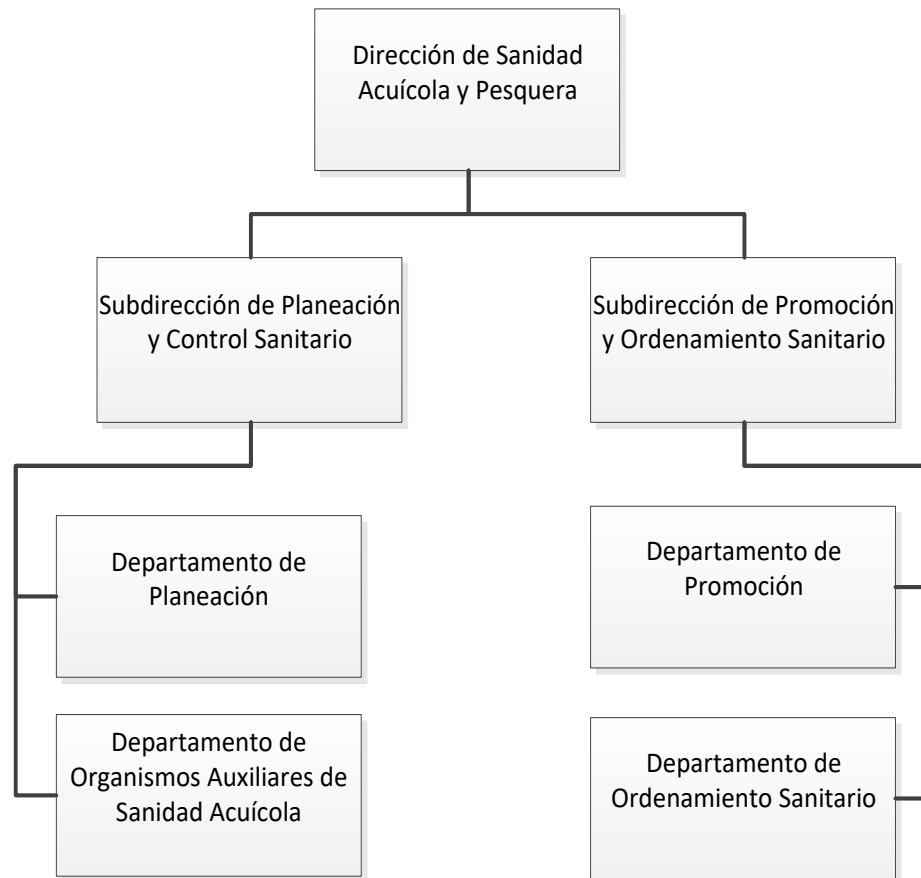 Dirección de Sanidad
Acuícola y Pesquera
Subdirección de Planeación
y Control Sanitario
Subdirección de Promoción
y Ordenamiento Sanitario
Departamento de
Planeación
Departamento de
Promoción
Departamento de
Organismos Auxiliares de
Sanidad Acuícola
Departamento de
Ordenamiento Sanitario